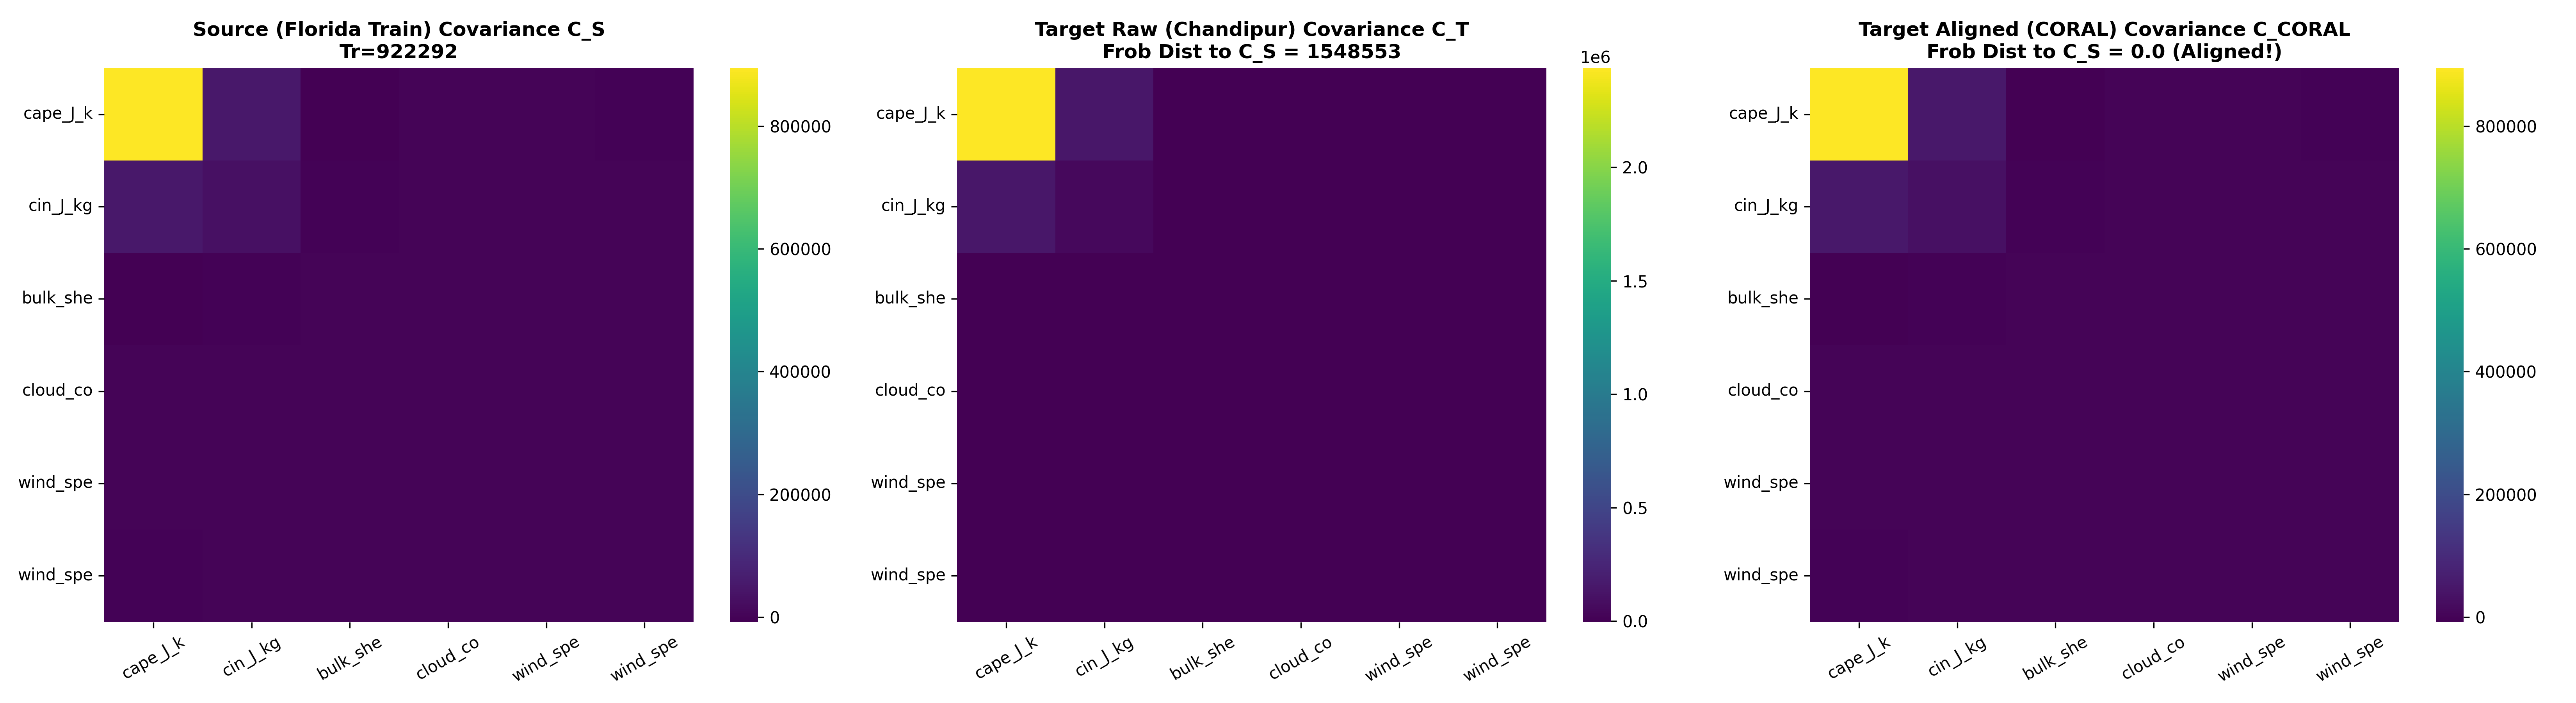 Source (Florida Train) Covariance C_S
Tr=922292
cape_J_k
cin_J_kg
bulk_she
cloud_co
wind_spe
wind_spe
cape_J_k
cin_J_kg
bulk_she
cloud_co
wind_spe
wind_spe
800000
600000
400000
200000
0
Target Raw (Chandipur) Covariance C_T
Frob Dist to C_S = 1548553
cape_J_k
cin_J_kg
bulk_she
cloud_co
wind_spe
wind_spe
cape_J_k
cin_J_kg
bulk_she
cloud_co
wind_spe
wind_spe
1e6
2.0
1.5
1.0
0.5
0.0
Target Aligned (CORAL) Covariance C_CORAL
Frob Dist to C_S = 0.0 (Aligned!)
cape_J_k
cin_J_kg
bulk_she
cloud_co
wind_spe
wind_spe
cape_J_k
cin_J_kg
bulk_she
cloud_co
wind_spe
wind_spe
800000
600000
400000
200000
0